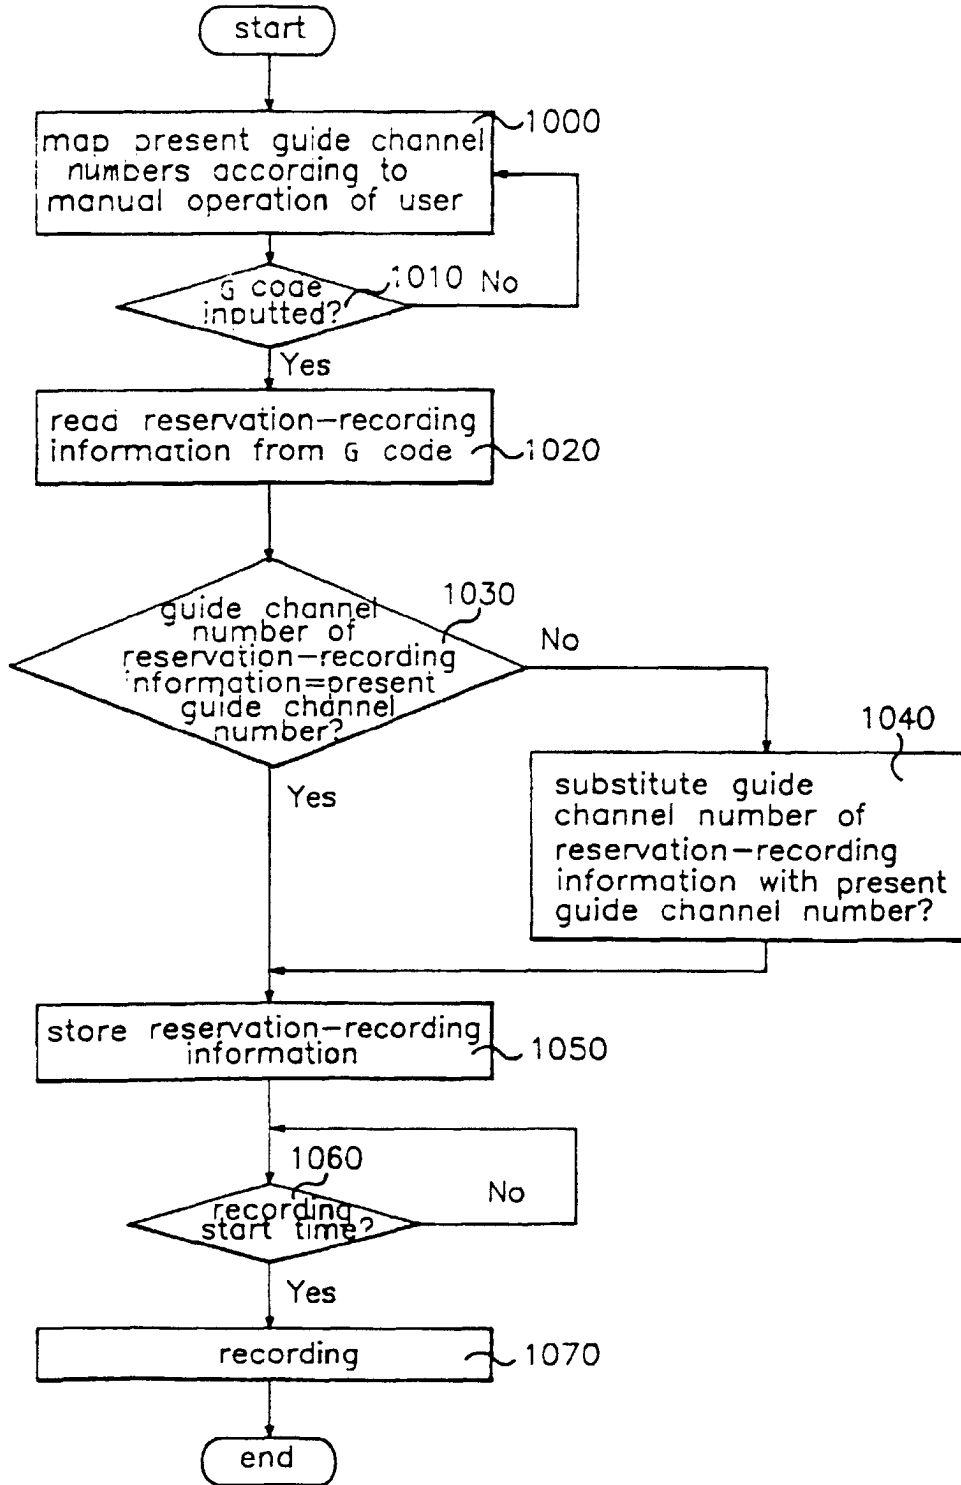 start
map present guide channel
numbers according to
manual operation of user
1000
G code
inputted?
1010
No
Yes
read reservation-recording
information from G code
1020
guide channel
number of
reservation-recording
information=present
guide channel
number?
1030
No
Yes
1040
substitute guide
channel number of
reservation-recording
information with present
guide channel number?
store reservation-recording
information
1050
1060
recording
start time?
No
Yes
recording
1070
end